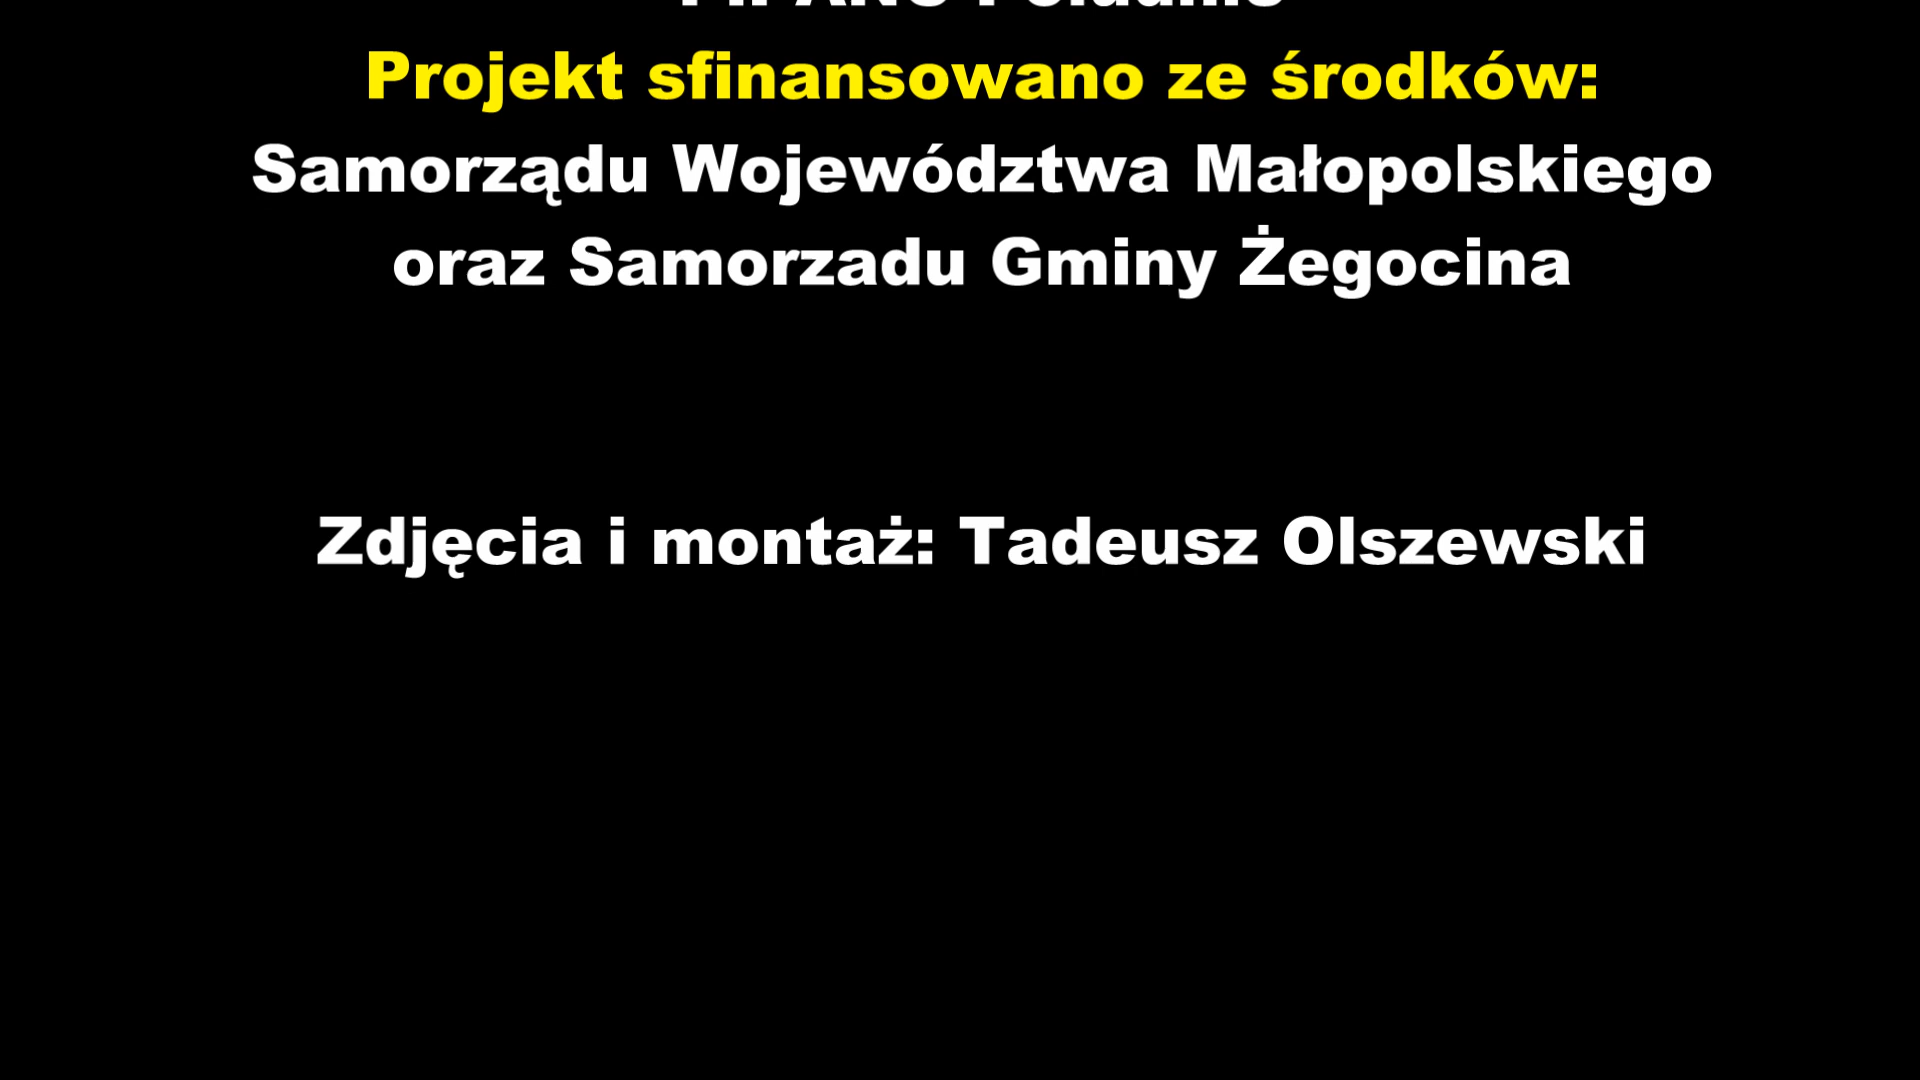 Projekt sfinansowano ze środków:
Samorządu Województwa Małopolskiego
oraz Samorzadu Gminy Żegocina
Zdjęcia i montaż: Tadeusz Olszewski